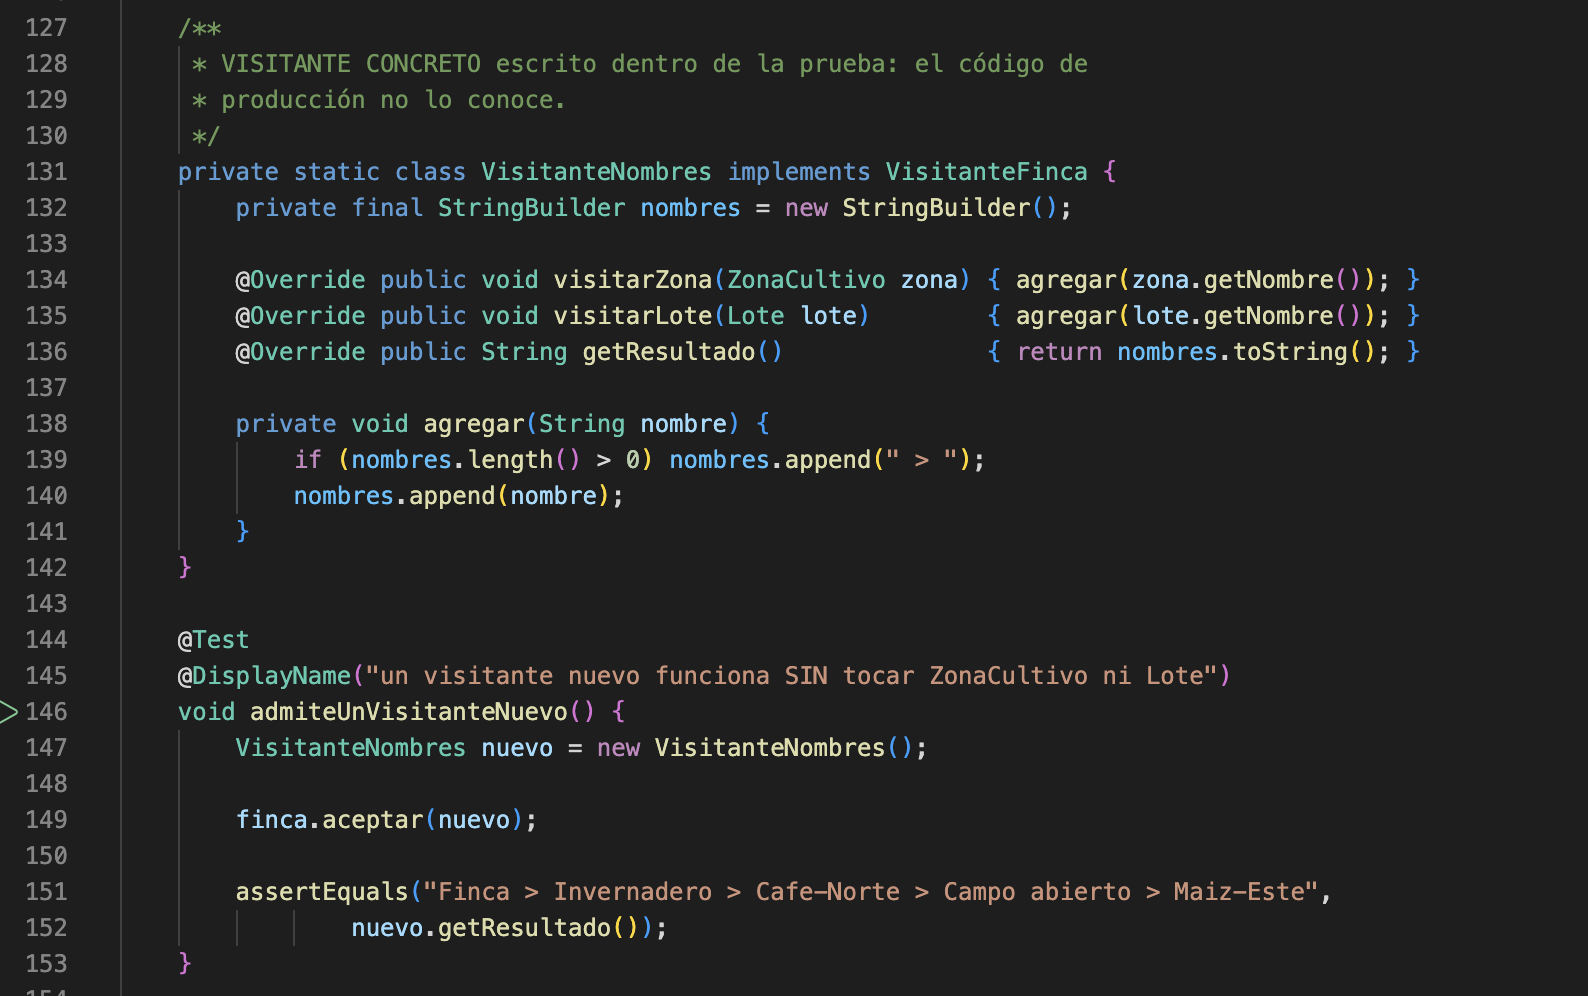 127 /**
128 * VISITANTE CONCRETO escrito dentro de la prueba: el código de
129 * producción no lo conoce.
130 */
131 private static class VisitanteNombres implements VisitanteFinca {
132 private final StringBuilder nombres = new StringBuilder();
133
134 @Override public void visitarZona(ZonaCultivo zona) { agregar(zona.getNombre()); }
135 @Override public void visitarLote(Lote lote) { agregar(lote.getNombre()); }
136 @Override public String getResultado() { return nombres.toString(); }
137
138 private void agregar(String nombre) {
139 if (nombres.length() > 0) nombres.append(" > ");
140 nombres.append(nombre);
141 }
142 }
143
144 @Test
145 @DisplayName("un visitante nuevo funciona SIN tocar ZonaCultivo ni Lote")
146 void admiteUnVisitanteNuevo() {
147 VisitanteNombres nuevo = new VisitanteNombres();
148
149 finca.aceptar(nuevo);
150
151 assertEquals("Finca > Invernadero > Cafe-Norte > Campo abierto > Maiz-Este",
152 nuevo.getResultado());
153 }
154